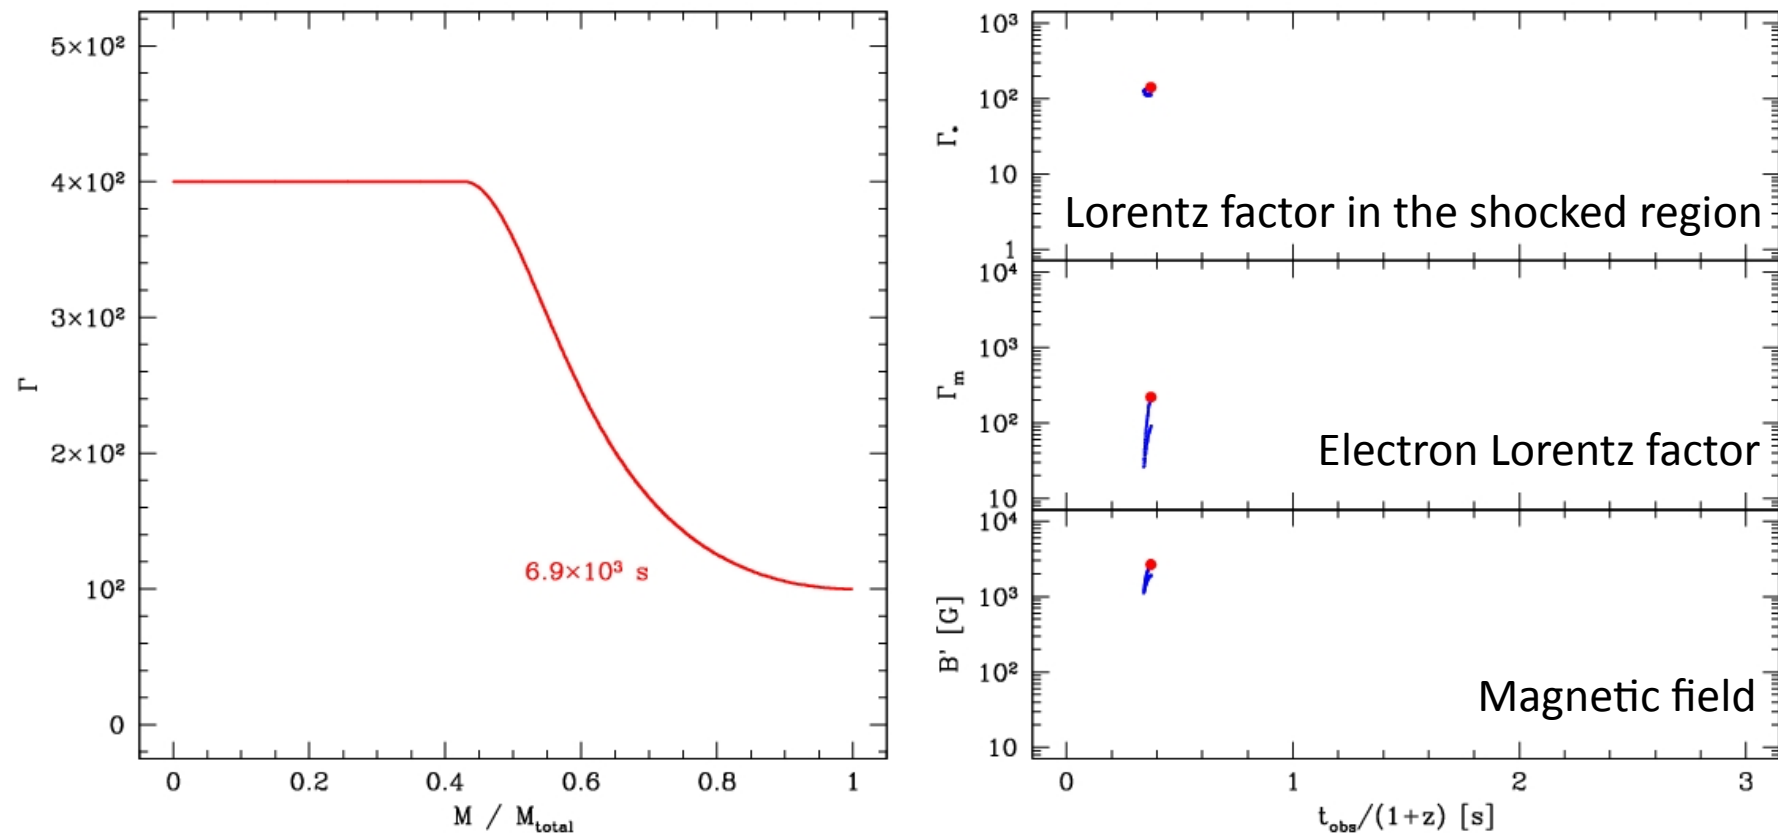 5×10²
4×10²
3×10²
2×10²
10²
0
Γ
6.9×10³ s
0 0.2 0.4 0.6 0.8 1
M / M_total
10³
10²
10
1
Γ*
Lorentz factor in the shocked region
10⁴
10³
10²
10
Γₘ
Electron Lorentz factor
10⁴
10³
10²
10
B' [G]
Magnetic field
0 1 2 3
t_obs/(1+z) [s]